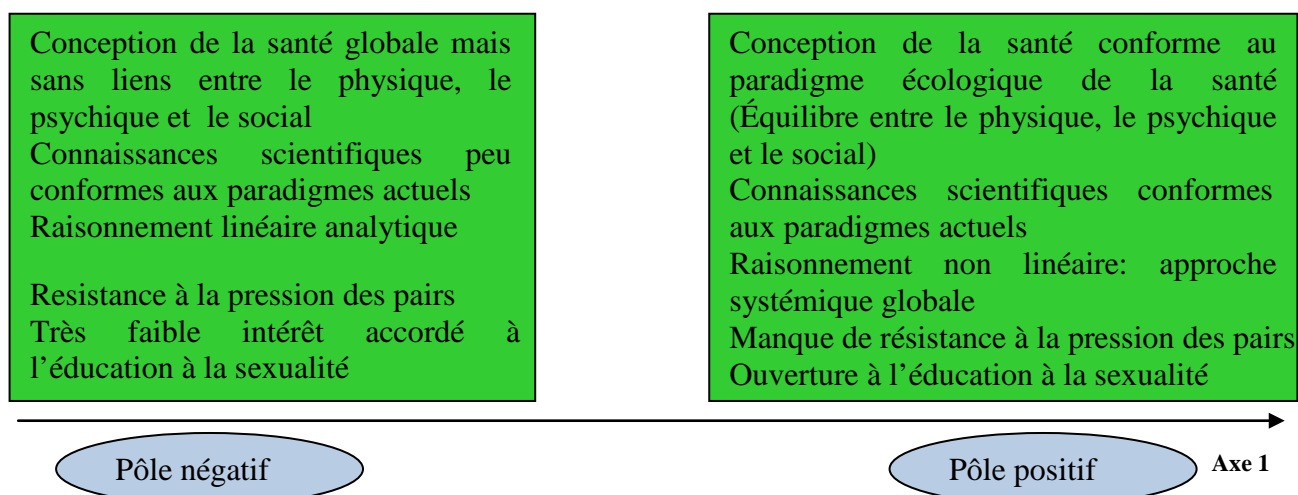 Conception de la santé globale mais
sans liens entre le physique, le
psychique et le social
Connaissances scientifiques peu
conformes aux paradigmes actuels
Raisonnement linéaire analytique
Resistance à la pression des pairs
Très faible intérêt accordé à
l'éducation à la sexualité
Conception de la santé conforme au
paradigme écologique de la santé
(Équilibre entre le physique, le psychique
et le social)
Connaissances scientifiques conformes
aux paradigmes actuels
Raisonnement non linéaire: approche
systémique globale
Manque de résistance à la pression des pairs
Ouverture à l'éducation à la sexualité
Pôle négatif
Pôle positif
Axe 1